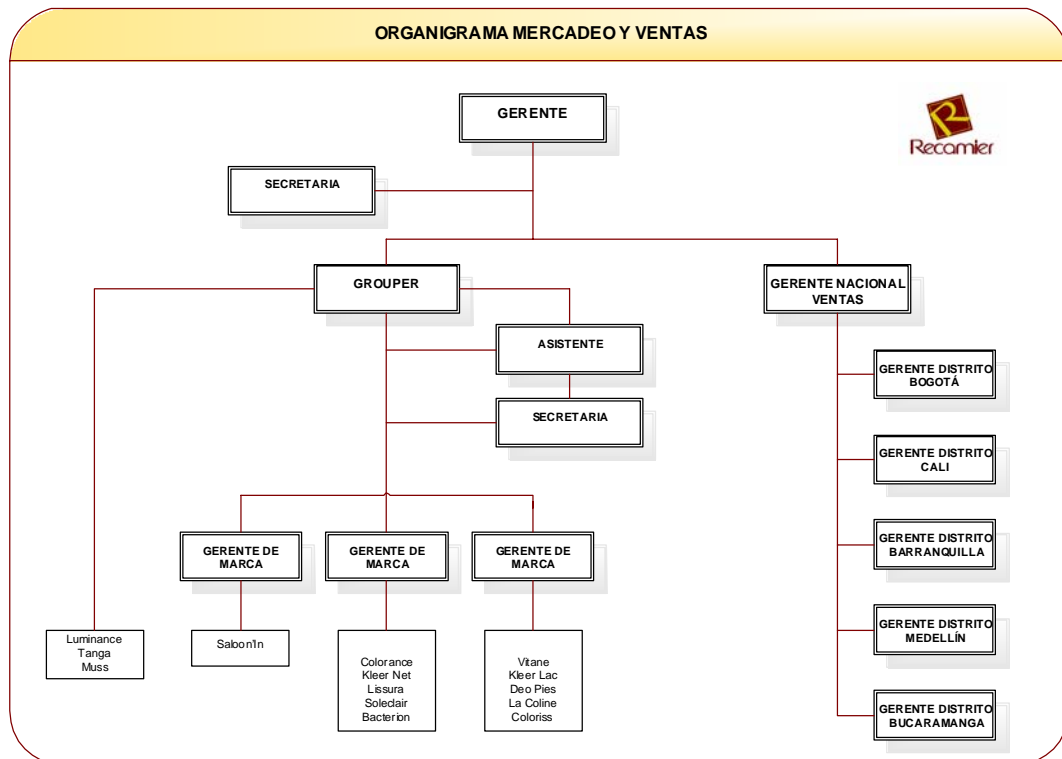 ORGANIGRAMA MERCADEO Y VENTAS
GERENTE
Recamier
SECRETARIA
GROUPER
GERENTE NACIONAL
VENTAS
ASISTENTE
SECRETARIA
GERENTE DISTRITO
BOGOTÁ
GERENTE DISTRITO
CALI
GERENTE DISTRITO
BARRANQUILLA
GERENTE DISTRITO
MEDELLÍN
GERENTE DISTRITO
BUCARAMANGA
GERENTE DE
MARCA
GERENTE DE
MARCA
GERENTE DE
MARCA
Luminance
Tanga
Muss
Saloon'In
Colorance
Kleer Net
Lissura
Soleclair
Bacterion
Vitane
Kleer Lac
Deo Pies
La Coline
Coloriss